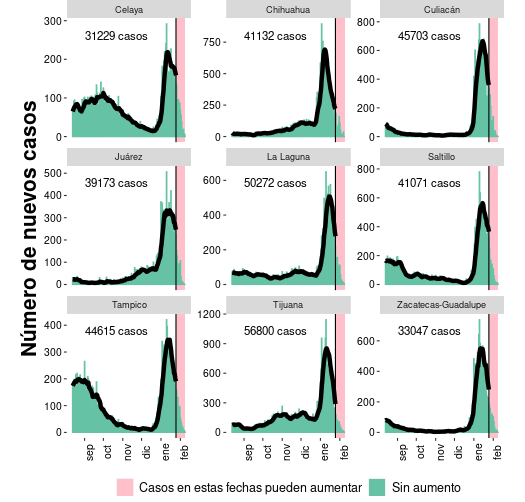 Número de nuevos casos
Celaya
Chihuahua
Culiacán
31229 casos
41132 casos
45703 casos
300
200
100
0
750
500
250
0
800
600
400
200
0
Juárez
La Laguna
Saltillo
39173 casos
50272 casos
41071 casos
500
400
300
200
100
0
600
400
200
0
800
600
400
200
0
Tampico
Tijuana
Zacatecas-Guadalupe
44615 casos
56800 casos
33047 casos
400
300
200
100
0
1200
900
600
300
0
600
400
200
0
sep oct nov dic ene feb
sep oct nov dic ene feb
sep oct nov dic ene feb
Casos en estas fechas pueden aumentar
Sin aumento